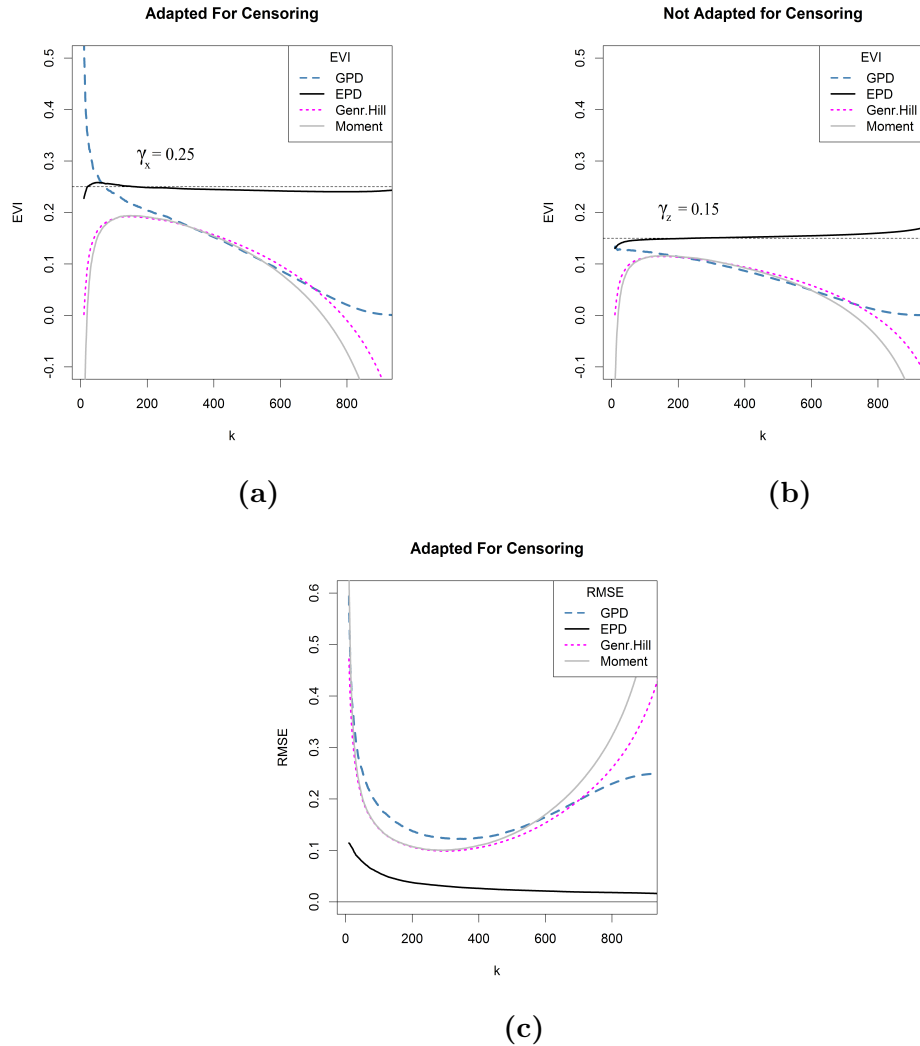 Adapted For Censoring
EVI
0.5
0.4
0.3
0.2
0.1
0.0
-0.1
EVI
GPD
EPD
Genr.Hill
Moment
γx = 0.25
0 200 400 600 800
k
(a)
Not Adapted for Censoring
EVI
0.5
0.4
0.3
0.2
0.1
0.0
-0.1
EVI
GPD
EPD
Genr.Hill
Moment
γz = 0.15
0 200 400 600 800
k
(b)
Adapted For Censoring
RMSE
0.6
0.5
0.4
0.3
0.2
0.1
0.0
RMSE
GPD
EPD
Genr.Hill
Moment
0 200 400 600 800
k
(c)